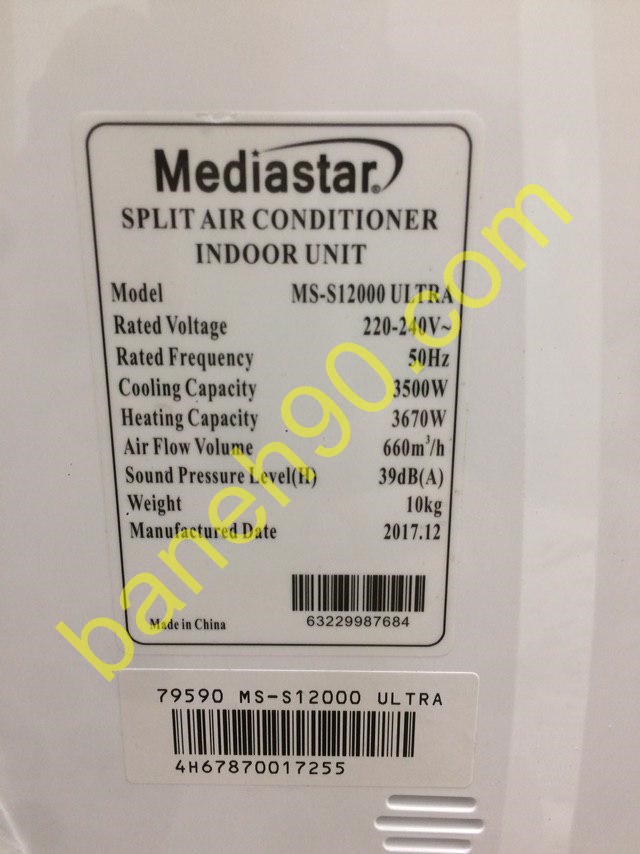 Mediastar®
SPLIT AIR CONDITIONER
INDOOR UNIT
Model MS-S12000 ULTRA
Rated Voltage 220-240V~
Rated Frequency 50Hz
Cooling Capacity 3500W
Heating Capacity 3670W
Air Flow Volume 660m³/h
Sound Pressure Level(H) 39dB(A)
Weight 10kg
Manufactured Date 2017.12
63229987684
Made in China
79590 MS-S12000 ULTRA
4H67870017255
baneh90.com